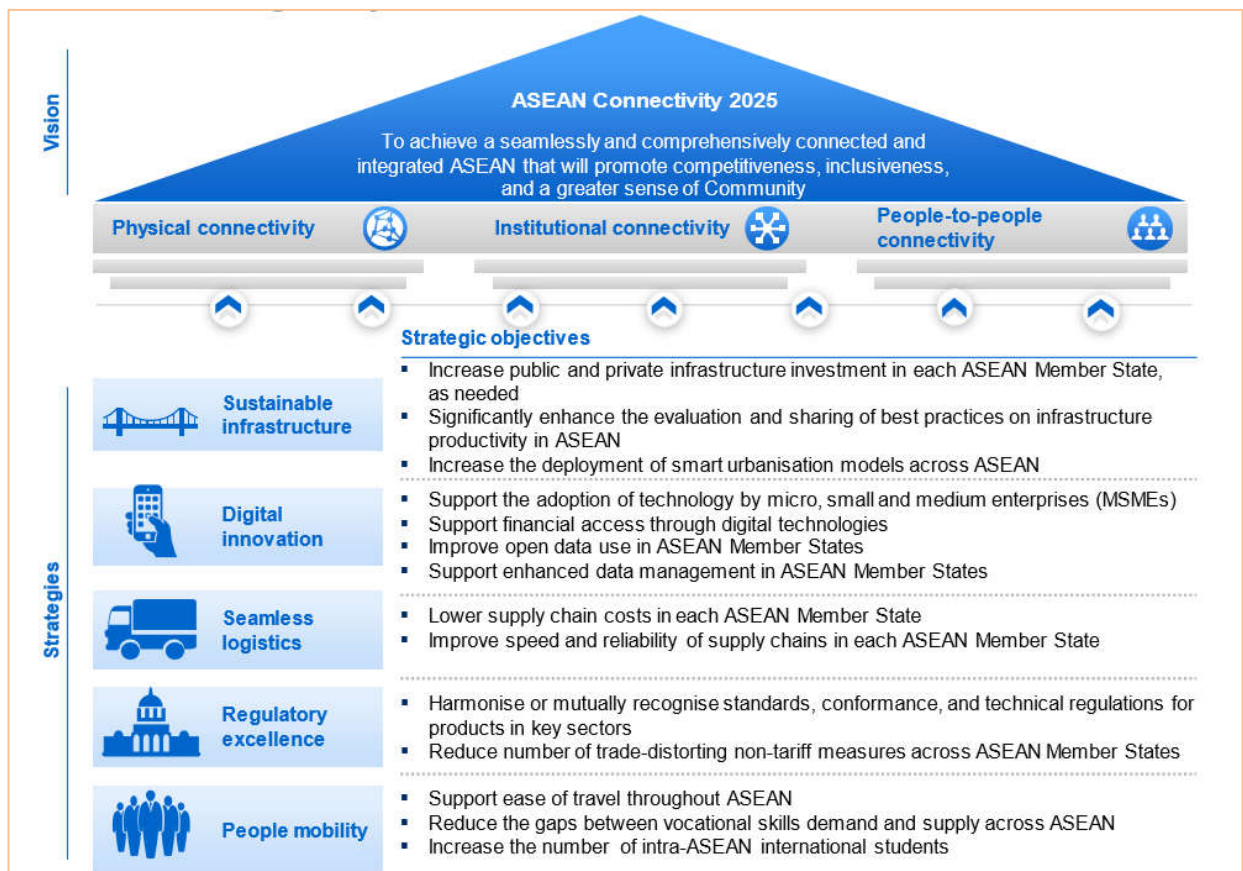 Vision
ASEAN Connectivity 2025
To achieve a seamlessly and comprehensively connected and
integrated ASEAN that will promote competitiveness, inclusiveness,
and a greater sense of Community
Physical connectivity
Institutional connectivity
People-to-people
connectivity
Strategic objectives
Strategies
Sustainable
infrastructure
▪ Increase public and private infrastructure investment in each ASEAN Member State,
as needed
▪ Significantly enhance the evaluation and sharing of best practices on infrastructure
productivity in ASEAN
▪ Increase the deployment of smart urbanisation models across ASEAN
Digital
innovation
▪ Support the adoption of technology by micro, small and medium enterprises (MSMEs)
▪ Support financial access through digital technologies
▪ Improve open data use in ASEAN Member States
▪ Support enhanced data management in ASEAN Member States
Seamless
logistics
▪ Lower supply chain costs in each ASEAN Member State
▪ Improve speed and reliability of supply chains in each ASEAN Member State
Regulatory
excellence
▪ Harmonise or mutually recognise standards, conformance, and technical regulations for
products in key sectors
▪ Reduce number of trade-distorting non-tariff measures across ASEAN Member States
People mobility
▪ Support ease of travel throughout ASEAN
▪ Reduce the gaps between vocational skills demand and supply across ASEAN
▪ Increase the number of intra-ASEAN international students